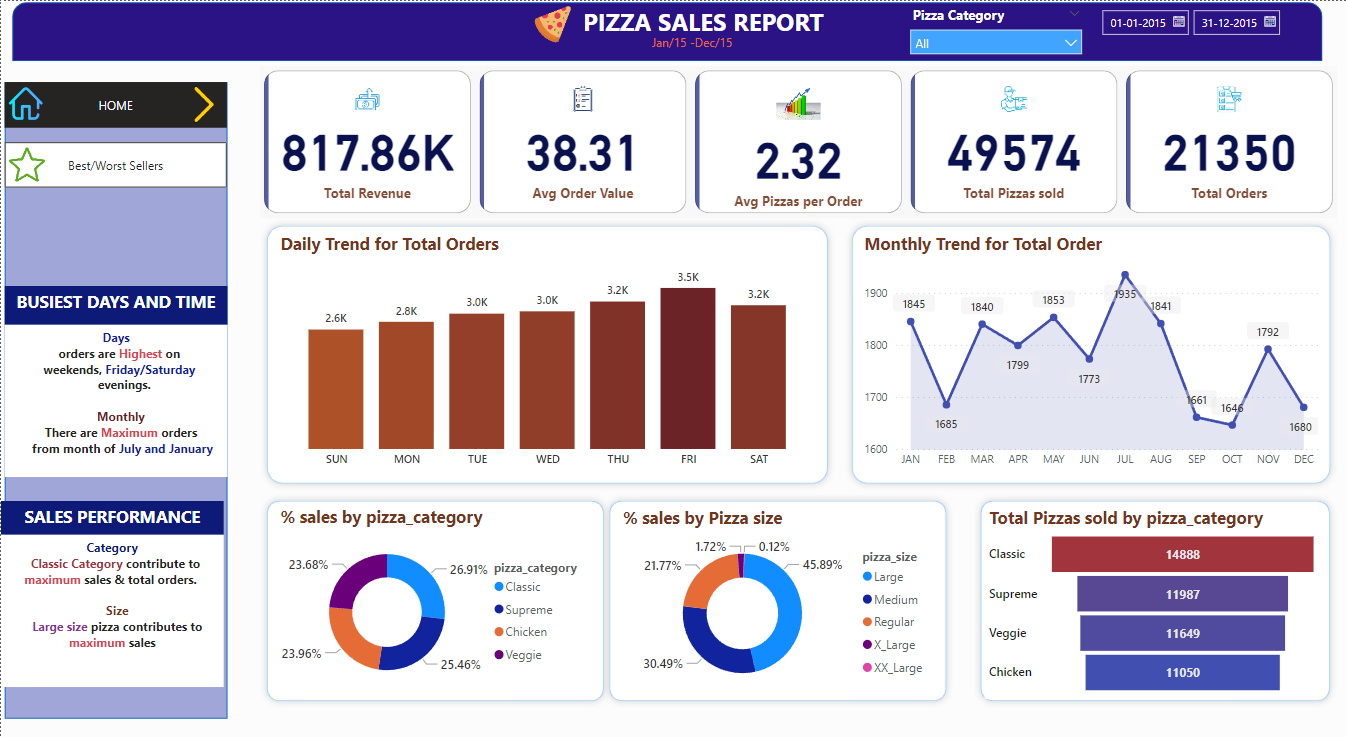 PIZZA SALES REPORT
Jan/15 -Dec/15
Pizza Category
All
01-01-2015
31-12-2015
HOME
Best/Worst Sellers
BUSIEST DAYS AND TIME
Days
orders are Highest on
weekends, Friday/Saturday
evenings.
Monthly
There are Maximum orders
from month of July and January
SALES PERFORMANCE
Category
Classic Category contribute to
maximum sales & total orders.
Size
Large size pizza contributes to
maximum sales
817.86K
Total Revenue
38.31
Avg Order Value
2.32
Avg Pizzas per Order
49574
Total Pizzas sold
21350
Total Orders
Daily Trend for Total Orders
2.6K
2.8K
3.0K
3.0K
3.2K
3.5K
3.2K
SUN
MON
TUE
WED
THU
FRI
SAT
Monthly Trend for Total Order
1900
1800
1700
1600
1845
1685
1840
1799
1853
1773
1935
1841
1661
1646
1792
1680
JAN
FEB
MAR
APR
MAY
JUN
JUL
AUG
SEP
OCT
NOV
DEC
% sales by pizza_category
23.68%
26.91%
23.96%
25.46%
pizza_category
Classic
Supreme
Chicken
Veggie
% sales by Pizza size
1.72%
0.12%
21.77%
45.89%
30.49%
pizza_size
Large
Medium
Regular
X_Large
XX_Large
Total Pizzas sold by pizza_category
Classic
14888
Supreme
11987
Veggie
11649
Chicken
11050